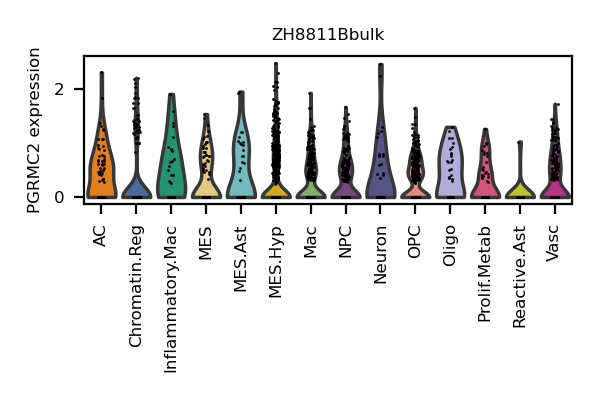 ZH8811Bbulk
PGRMC2 expression
2
0
AC
Chromatin.Reg
Inflammatory.Mac
MES
MES.Ast
MES.Hyp
Mac
NPC
Neuron
OPC
Oligo
Prolif.Metab
Reactive.Ast
Vasc